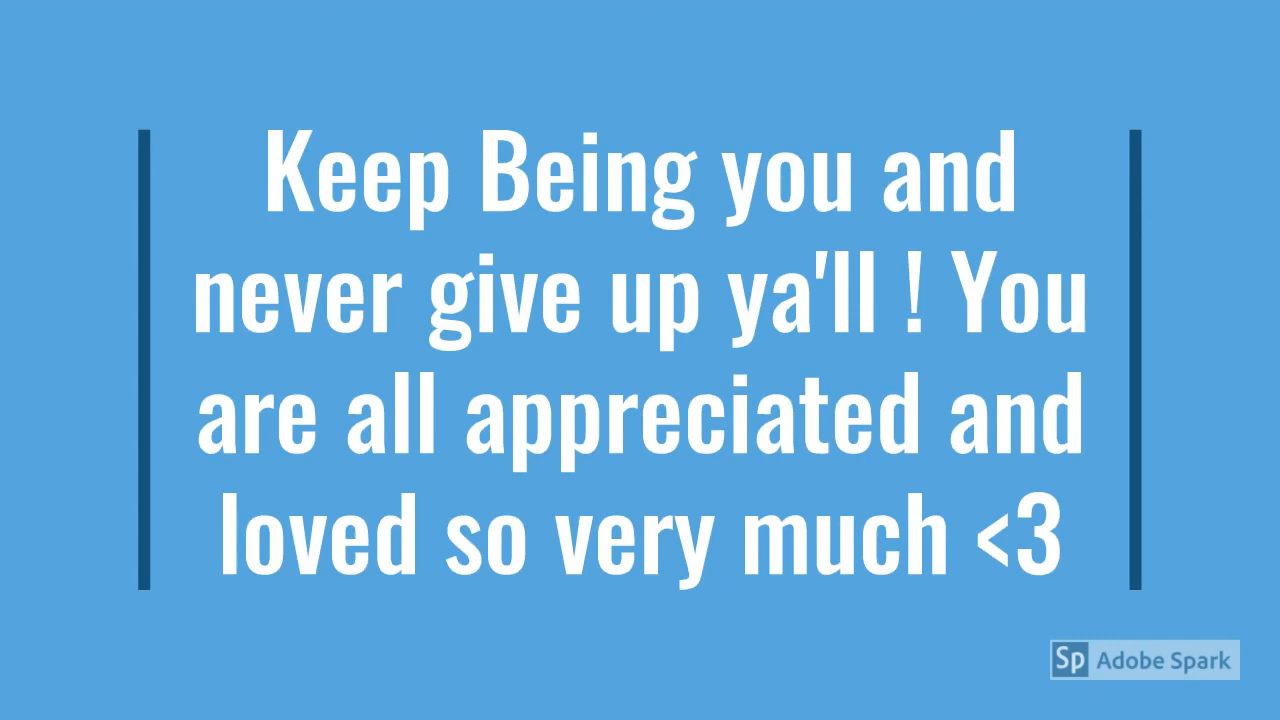 Keep Being you and
never give up ya'll ! You
are all appreciated and
loved so very much <3
Sp Adobe Spark